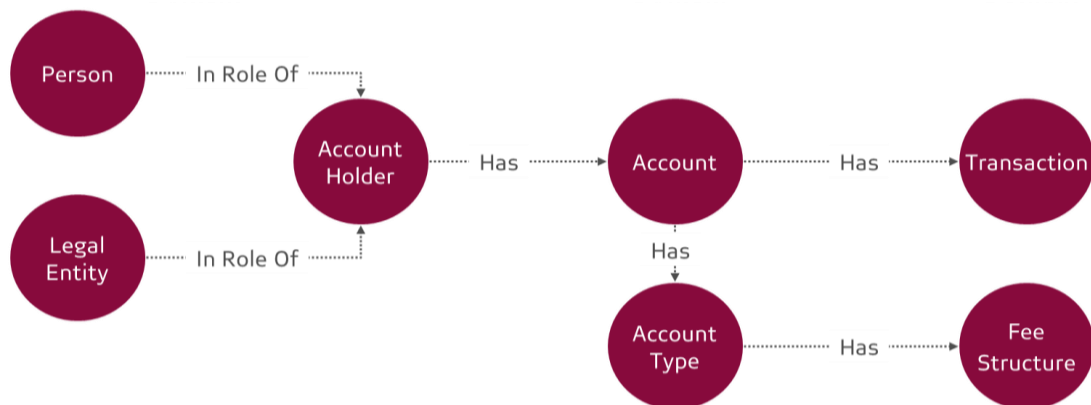 Person
In Role Of
Account
Holder
Has
Account
Has
Transaction
Legal
Entity
In Role Of
Has
Account
Type
Has
Fee
Structure